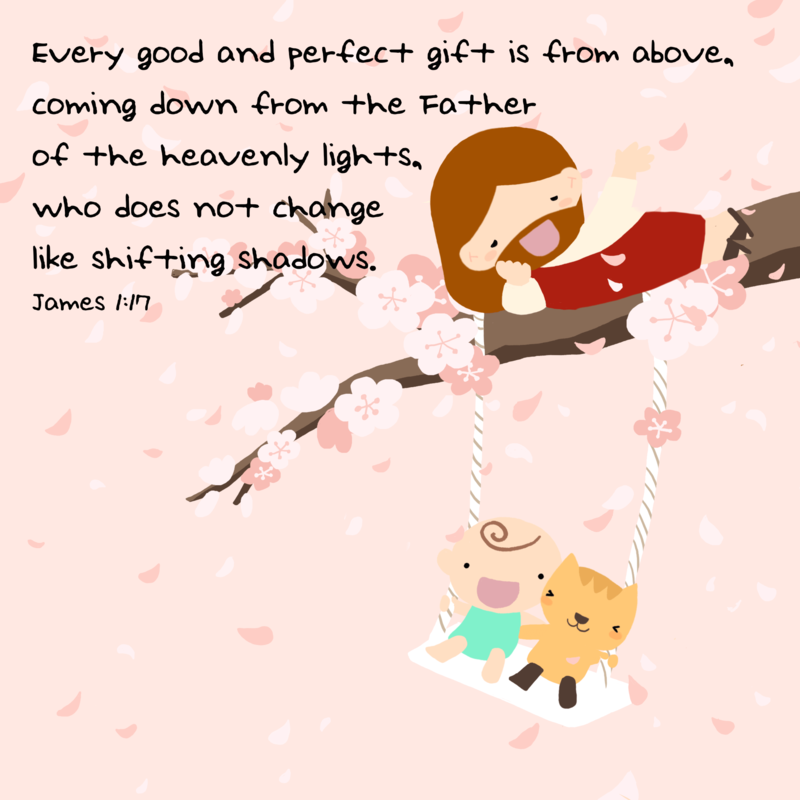 Every good and perfect gift is from above,
coming down from the Father
of the heavenly lights,
who does not change
like shifting shadows.
James 1:17